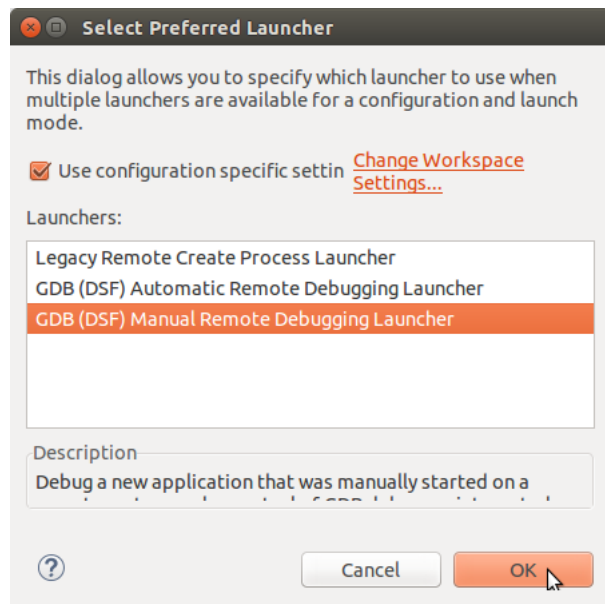 Select Preferred Launcher
This dialog allows you to specify which launcher to use when
multiple launchers are available for a configuration and launch
mode.
Use configuration specific settin Change Workspace
Settings...
Launchers:
Legacy Remote Create Process Launcher
GDB (DSF) Automatic Remote Debugging Launcher
GDB (DSF) Manual Remote Debugging Launcher
Description
Debug a new application that was manually started on a
?
Cancel OK